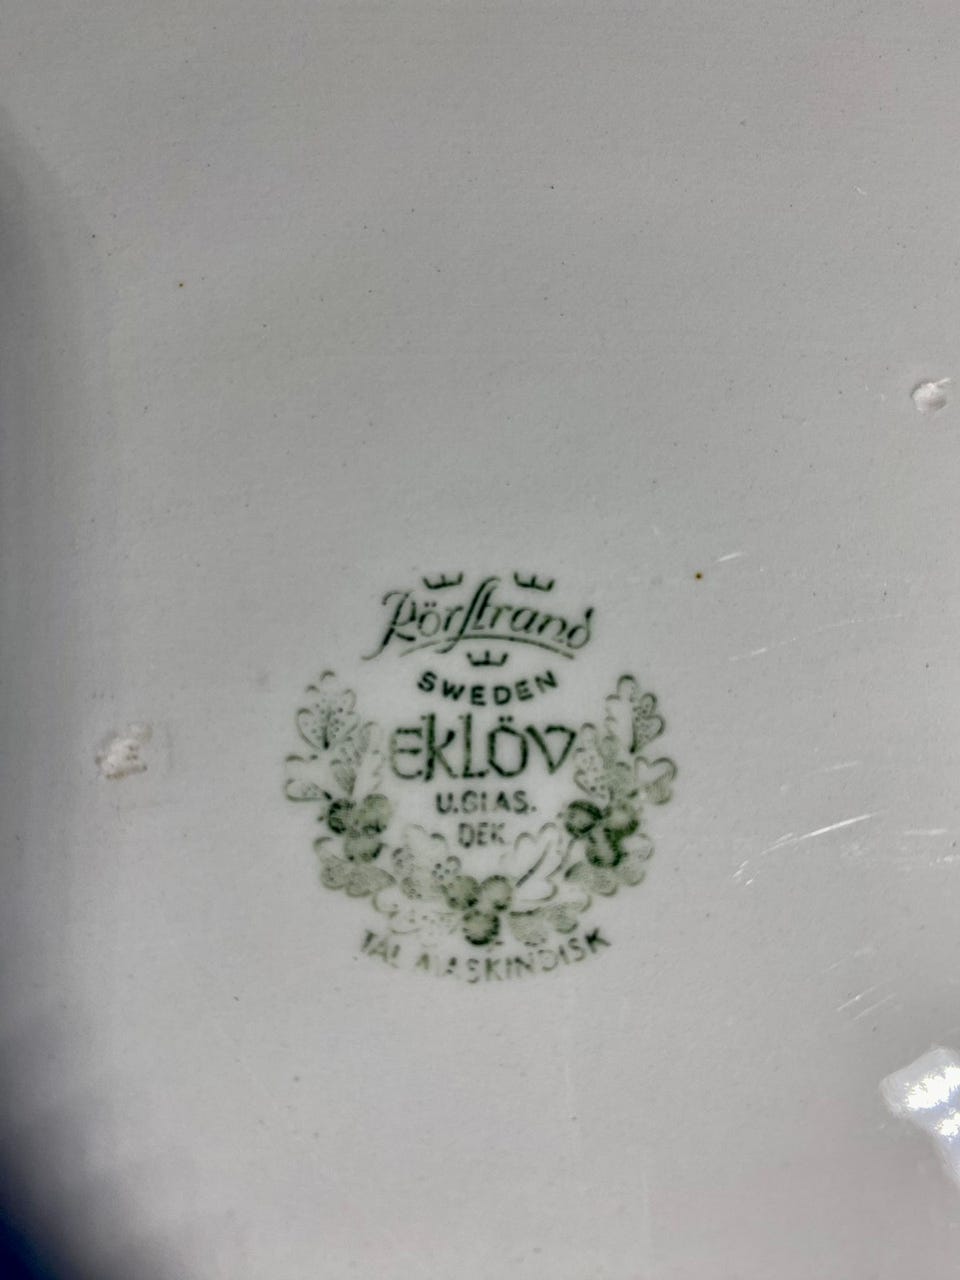 Rörstrand
SWEDEN
EKLÖV
U.GLAS.
DEK.
TÅL MASKINDISK